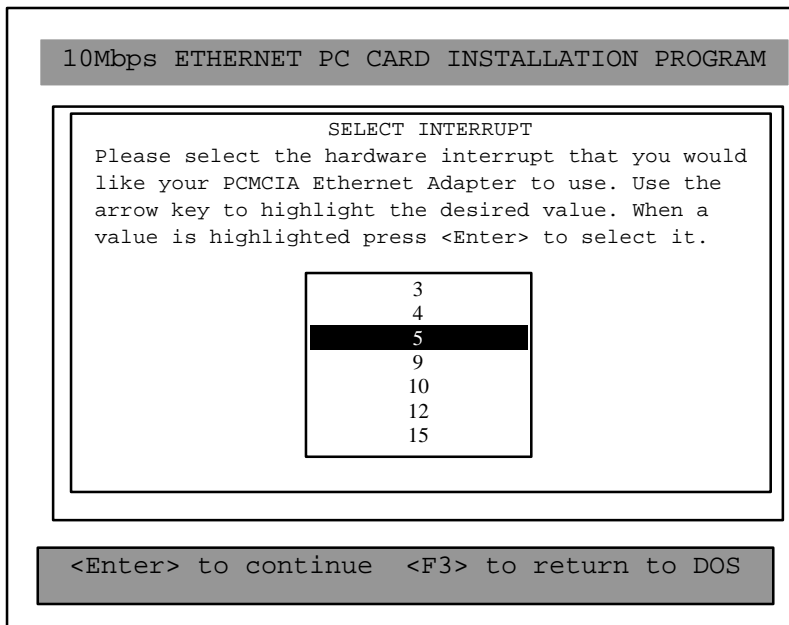 10Mbps ETHERNET PC CARD INSTALLATION PROGRAM
SELECT INTERRUPT
Please select the hardware interrupt that you would
like your PCMCIA Ethernet Adapter to use. Use the
arrow key to highlight the desired value. When a
value is highlighted press <Enter> to select it.
3
4
5
9
10
12
15
<Enter> to continue <F3> to return to DOS